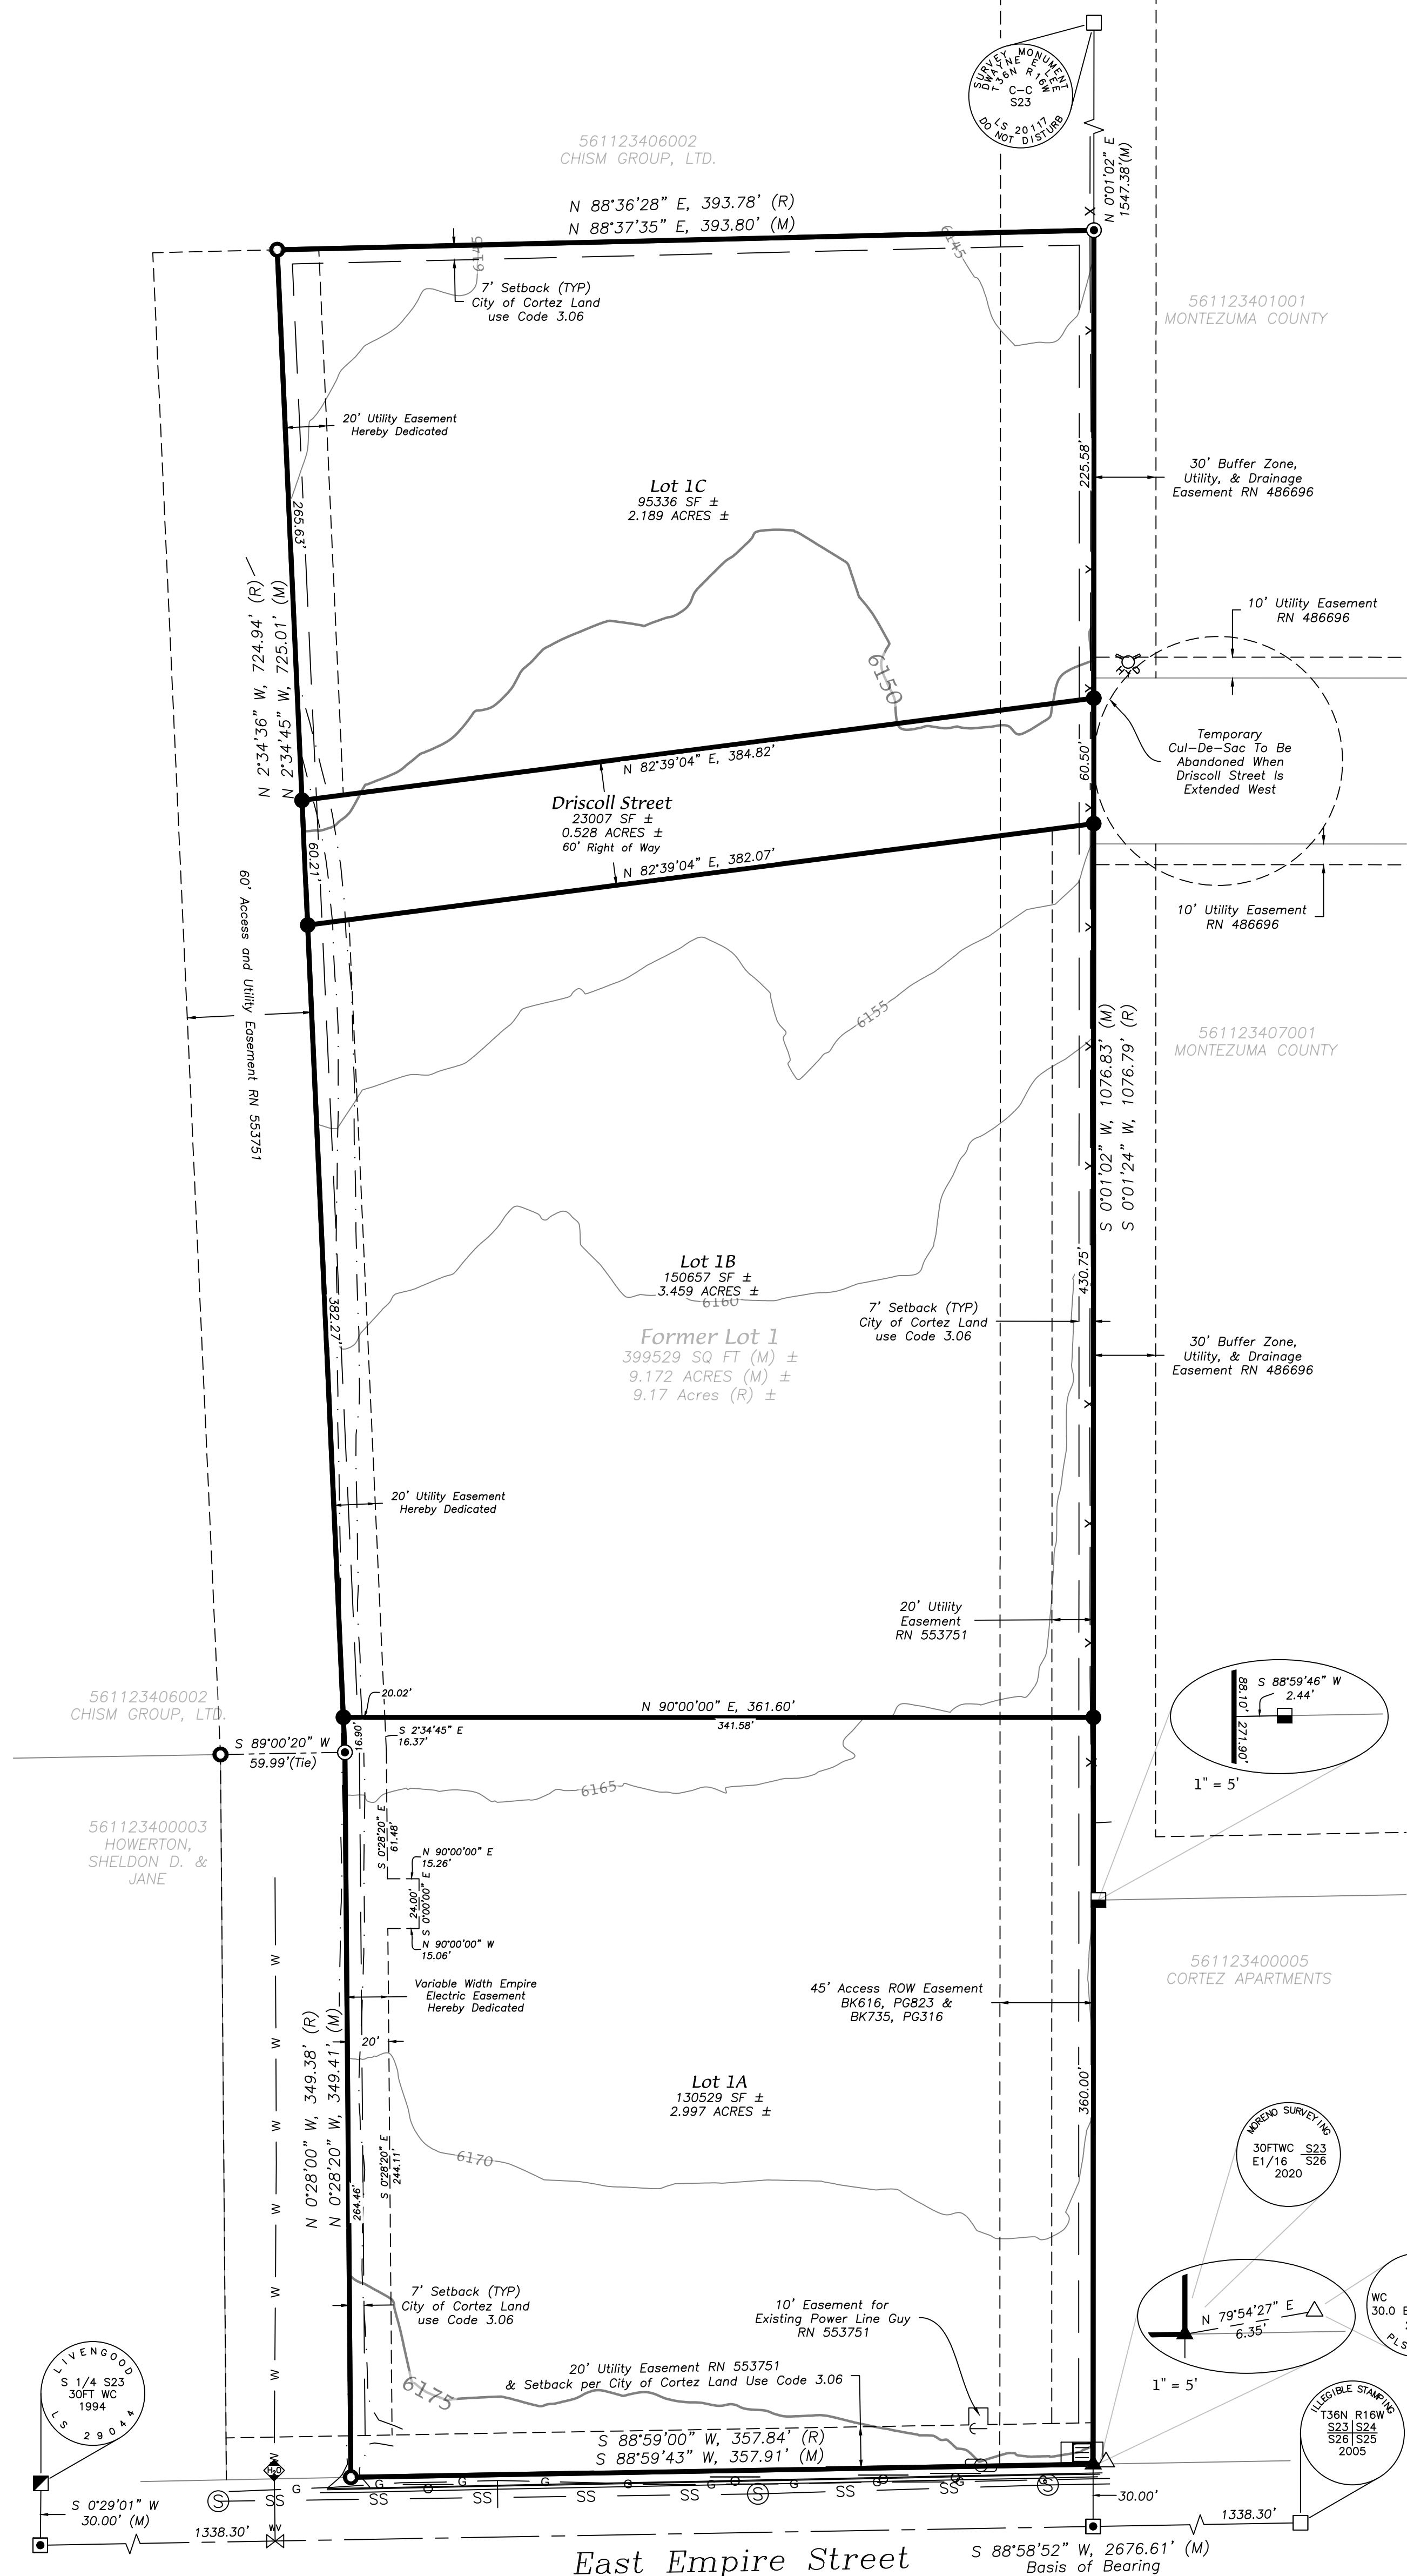 SURVEY MONUMENT
DWAYNE E LEE
T36N R16W
C-C
S23
LS 20117
DO NOT DISTURB
N 0°01'02" E
1547.38'(M)
561123406002
CHISM GROUP, LTD.
N 88°36'28" E, 393.78' (R)
N 88°37'35" E, 393.80' (M)
6145
6145
7' Setback (TYP)
City of Cortez Land
use Code 3.06
561123401001
MONTEZUMA COUNTY
20' Utility Easement
Hereby Dedicated
225.58'
30' Buffer Zone,
Utility, & Drainage
Easement RN 486696
Lot 1C
95336 SF ±
2.189 ACRES ±
265.63'
N 2°34'36" W, 724.94' (R)
N 2°34'45" W, 725.01' (M)
10' Utility Easement
RN 486696
6150
HYD
N 82°39'04" E, 384.82'
60.50'
Temporary
Cul-De-Sac To Be
Abandoned When
Driscoll Street Is
Extended West
Driscoll Street
23007 SF ±
0.528 ACRES ±
60' Right of Way
N 82°39'04" E, 382.07'
60.21'
60' Access and Utility Easement RN 553751
10' Utility Easement
RN 486696
6155
S 0°01'02" W, 1076.83' (M)
S 0°01'24" W, 1076.79' (R)
561123407001
MONTEZUMA COUNTY
Lot 1B
150657 SF ±
3.459 ACRES ±
6160
430.75'
382.27'
7' Setback (TYP)
City of Cortez Land
use Code 3.06
Former Lot 1
399529 SQ FT (M) ±
9.172 ACRES (M) ±
9.17 Acres (R) ±
30' Buffer Zone,
Utility, & Drainage
Easement RN 486696
20' Utility Easement
Hereby Dedicated
20' Utility
Easement
RN 553751
561123406002
CHISM GROUP, LTD.
20.02'
N 90°00'00" E, 361.60'
341.58'
S 88°59'46" W
2.44'
88.10'
271.90'
1" = 5'
16.90'
S 2°34'45" E
16.37'
S 89°00'20" W
59.99'(Tie)
6165
561123400003
HOWERTON,
SHELDON D. &
JANE
S 0°28'20" E
61.48'
N 90°00'00" E
15.26'
24.00'
S 0°00'00" E
N 90°00'00" W
15.06'
Variable Width Empire
Electric Easement
Hereby Dedicated
45' Access ROW Easement
BK616, PG823 &
BK735, PG316
561123400005
CORTEZ APARTMENTS
20'
N 0°28'00" W, 349.38' (R)
N 0°28'20" W, 349.41' (M)
Lot 1A
130529 SF ±
2.997 ACRES ±
360.00'
6170
S 0°28'20" E
244.11'
264.46'
MORENO SURVEYING
30FTWC S23
E1/16 S26
2020
7' Setback (TYP)
City of Cortez Land
use Code 3.06
10' Easement for
Existing Power Line Guy
RN 553751
N 79°54'27" E
6.35'
1" = 5'
WC
30.0
PLS
6175
20' Utility Easement RN 553751
& Setback per City of Cortez Land Use Code 3.06
LIVENGOOD
S 1/4 S23
30FT WC
1994
LS 29044
ILLEGIBLE STAMPING
T36N R16W
S23 S24
S26 S25
2005
S 88°59'00" W, 357.84' (R)
S 88°59'43" W, 357.91' (M)
W W W W W W W
H2O
G G G G G G G G
S SS SS SS SS SS S SS SS S
S 0°29'01" W
30.00' (M)
30.00'
1338.30'
WV
1338.30'
East Empire Street
S 88°58'52" W, 2676.61' (M)
Basis of Bearing